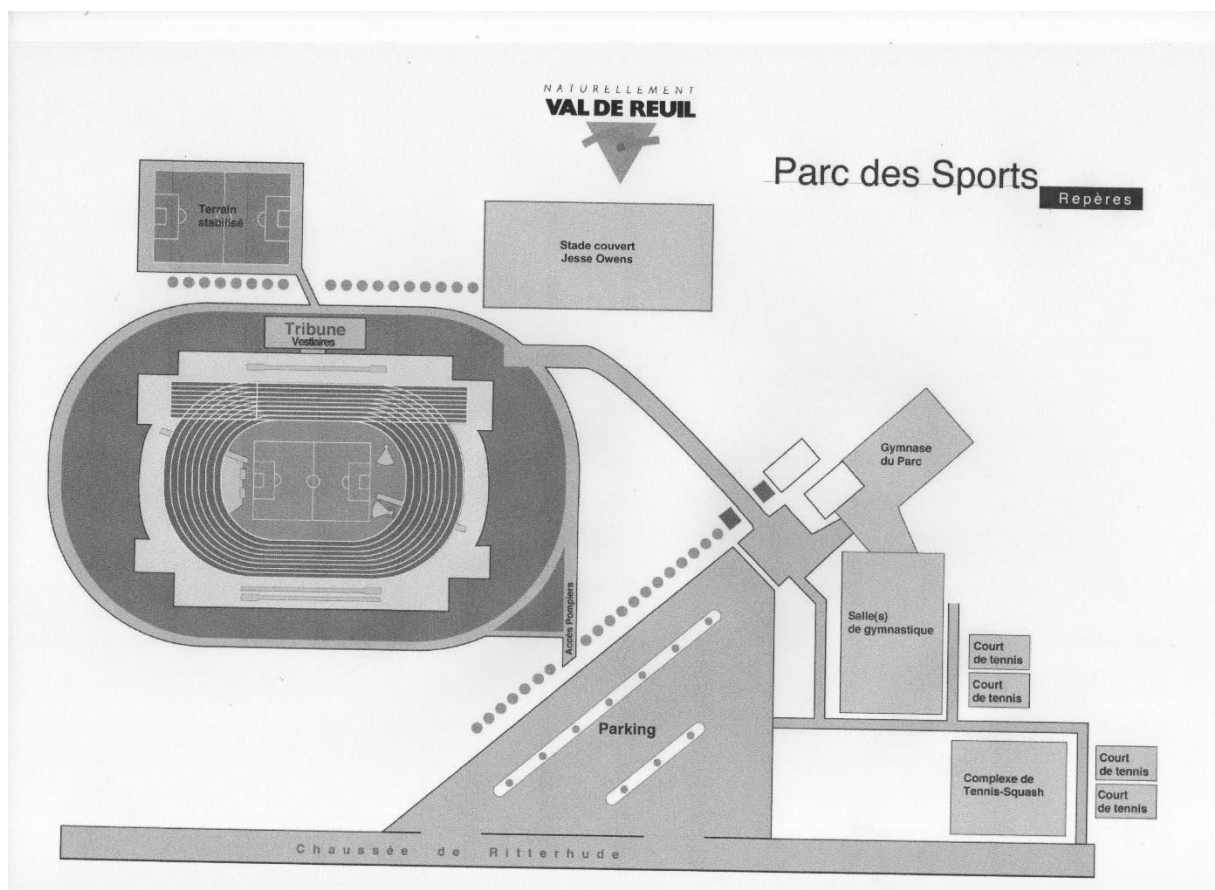 NATURELLEMENT
VAL DE REUIL
Parc des Sports
Repères
Terrain
stabilisé
Stade couvert
Jesse Owens
Tribune
Vestiaires
Gymnase
du Parc
Accès Pompiers
Salle(s)
de gymnastique
Court
de tennis
Court
de tennis
Parking
Complexe de
Tennis-Squash
Court
de tennis
Court
de tennis
Chaussée de Ritterhude